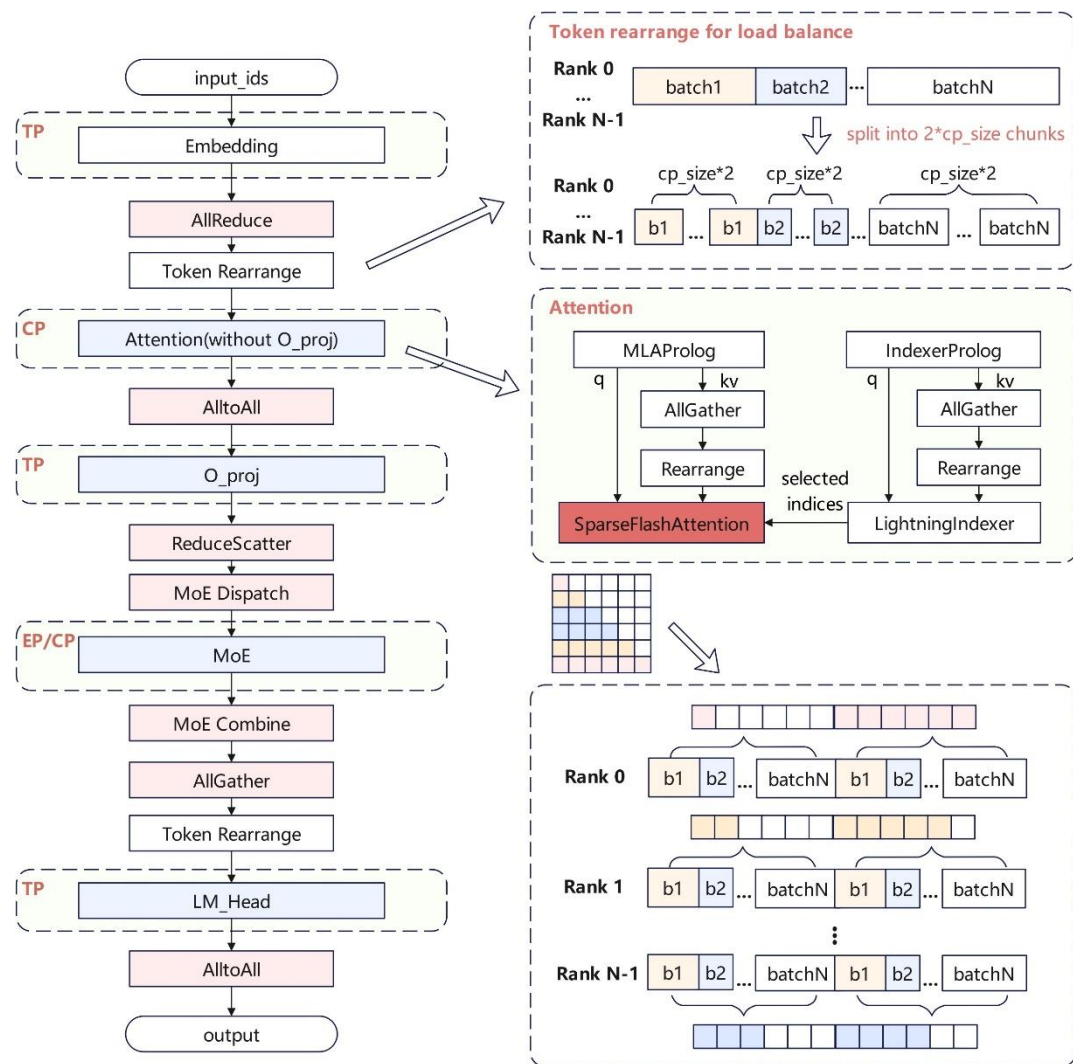 input_ids
TP
Embedding
AllReduce
Token Rearrange
CP
Attention(without O_proj)
AlltoAll
TP
O_proj
ReduceScatter
MoE Dispatch
EP/CP
MoE
MoE Combine
AllGather
Token Rearrange
TP
LM_Head
AlltoAll
output
Token rearrange for load balance
Rank 0
...
Rank N-1
batch1 batch2 ... batchN
split into 2*cp_size chunks
cp_size*2 cp_size*2 cp_size*2
Rank 0
...
Rank N-1
b1 ... b1 b2 ... b2 ... batchN ... batchN
Attention
MLAProlog IndexerProlog
q kv q kv
AllGather AllGather
Rearrange Rearrange
selected
indices
SparseFlashAttention LightningIndexer
Rank 0 b1 b2 ... batchN b1 b2 ... batchN
Rank 1 b1 b2 ... batchN b1 b2 ... batchN
⋮
Rank N-1 b1 b2 ... batchN b1 b2 ... batchN